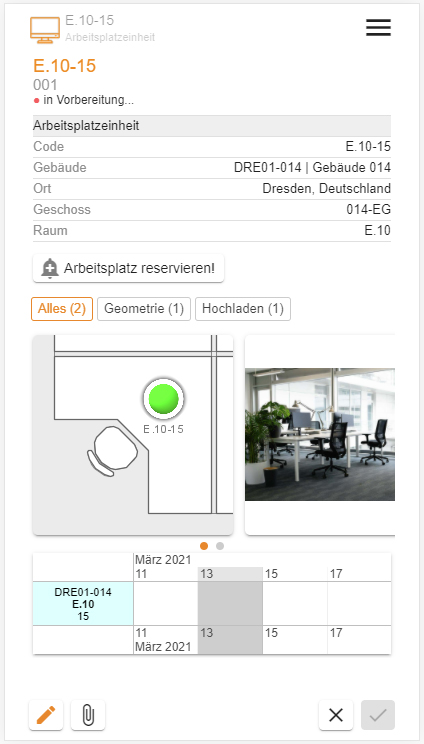 E.10-15
Arbeitsplatzeinheit
E.10-15
001
in Vorbereitung...
Arbeitsplatzeinheit
Code E.10-15
Gebäude DRE01-014 | Gebäude 014
Ort Dresden, Deutschland
Geschoss 014-EG
Raum E.10
Arbeitsplatz reservieren!
Alles (2) Geometrie (1) Hochladen (1)
E.10-15
März 2021
11 13 15 17
DRE01-014
E.10
15
11 13 15 17
März 2021